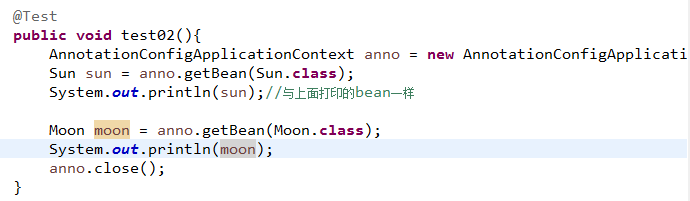 @Test
public void test02(){
AnnotationConfigApplicationContext anno = new AnnotationConfigApplicati
Sun sun = anno.getBean(Sun.class);
System.out.println(sun);//与上面打印的bean一样
Moon moon = anno.getBean(Moon.class);
System.out.println(moon);
anno.close();
}